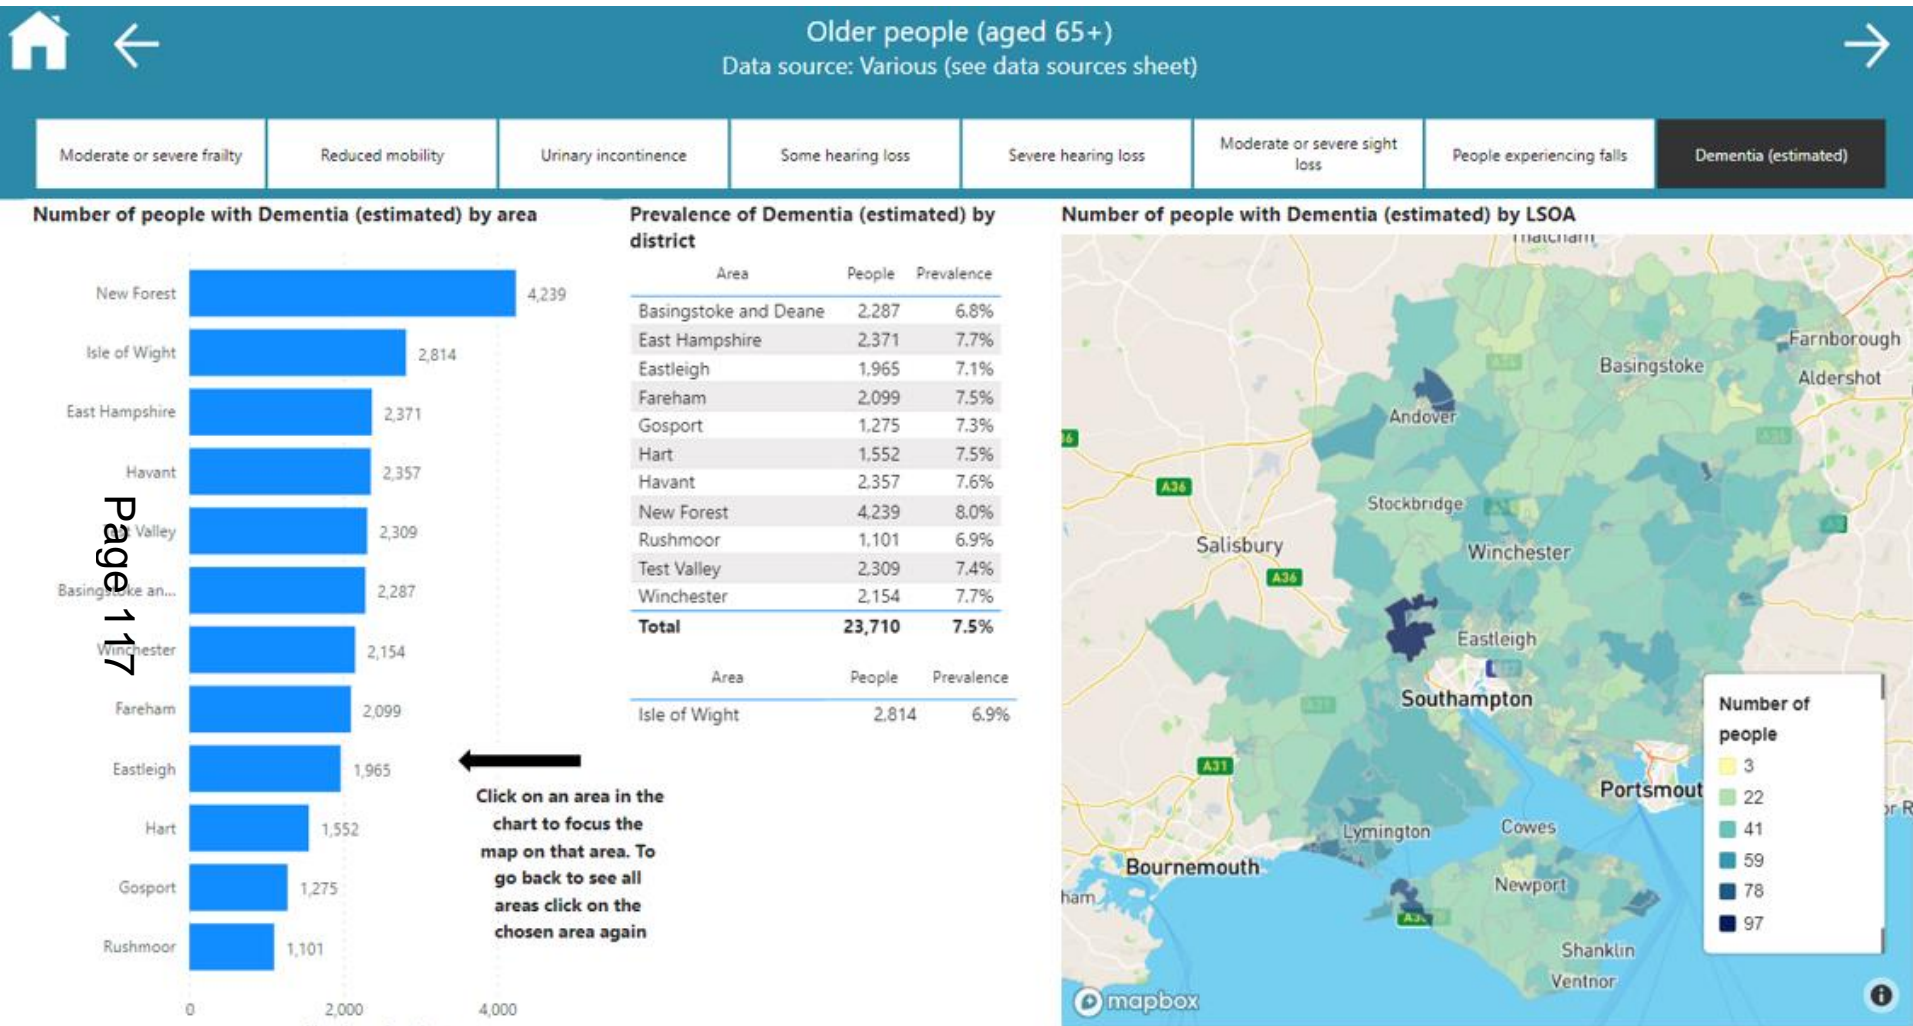 Older people (aged 65+)
Data source: Various (see data sources sheet)
Moderate or severe frailty
Reduced mobility
Urinary incontinence
Some hearing loss
Severe hearing loss
Moderate or severe sight
loss
People experiencing falls
Dementia (estimated)
Number of people with Dementia (estimated) by area
New Forest 4,239
Isle of Wight 2,814
East Hampshire 2,371
Havant 2,357
Valley 2,309
Basingstoke an... 2,287
Winchester 2,154
Fareham 2,099
Eastleigh 1,965
Hart 1,552
Gosport 1,275
Rushmoor 1,101
0 2,000 4,000
Page 117
Click on an area in the
chart to focus the
map on that area. To
go back to see all
areas click on the
chosen area again
Prevalence of Dementia (estimated) by
district
Area People Prevalence
Basingstoke and Deane 2,287 6.8%
East Hampshire 2,371 7.7%
Eastleigh 1,965 7.1%
Fareham 2,099 7.5%
Gosport 1,275 7.3%
Hart 1,552 7.5%
Havant 2,357 7.6%
New Forest 4,239 8.0%
Rushmoor 1,101 6.9%
Test Valley 2,309 7.4%
Winchester 2,154 7.7%
Total 23,710 7.5%
Area People Prevalence
Isle of Wight 2,814 6.9%
Number of people with Dementia (estimated) by LSOA
Thatcham
Farnborough
Basingstoke
Aldershot
Andover
A36
Stockbridge
Salisbury
Winchester
A36
Eastleigh
Southampton
A31
A31
Portsmout
Lymington
Cowes
Bournemouth
Newport
ham
Shanklin
Ventnor
Number of
people
3
22
41
59
78
97
mapbox